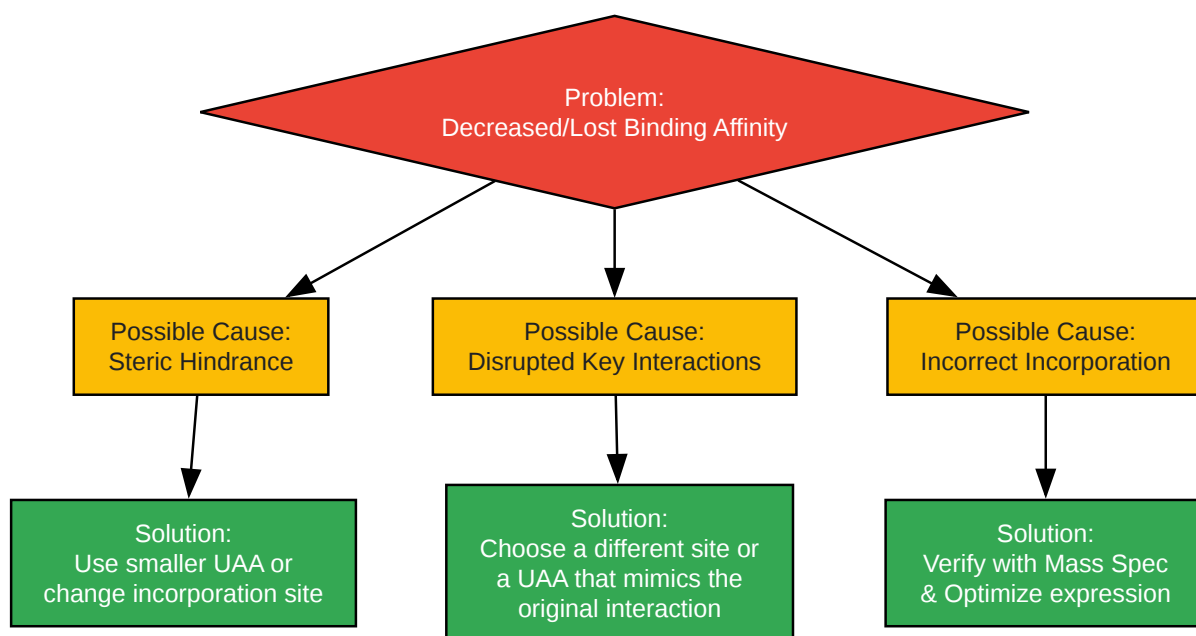 Problem:
Decreased/Lost Binding Affinity
Possible Cause:
Steric Hindrance
Possible Cause:
Disrupted Key Interactions
Possible Cause:
Incorrect Incorporation
Solution:
Use smaller UAA or
change incorporation site
Solution:
Choose a different site or
a UAA that mimics the
original interaction
Solution:
Verify with Mass Spec
& Optimize expression